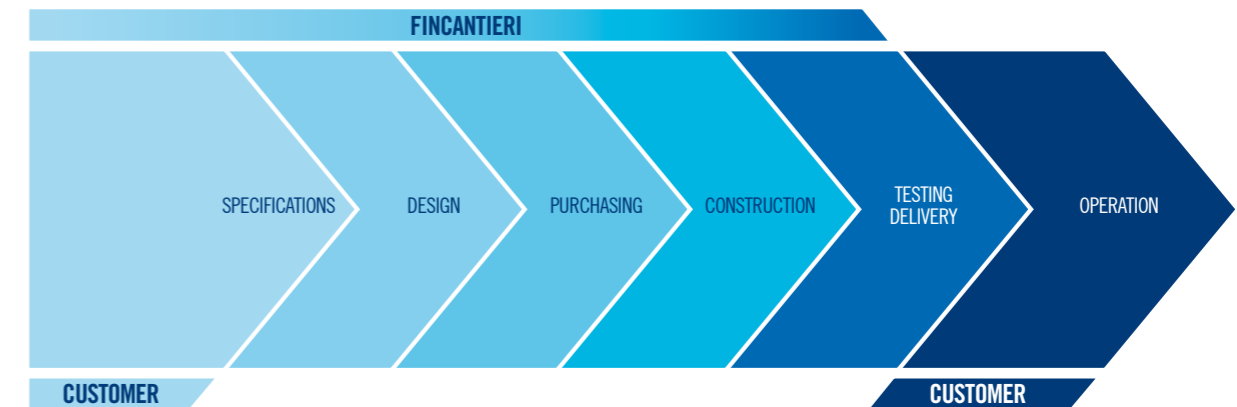 FINCANTIERI
SPECIFICATIONS
DESIGN
PURCHASING
CONSTRUCTION
TESTING
DELIVERY
OPERATION
CUSTOMER
CUSTOMER